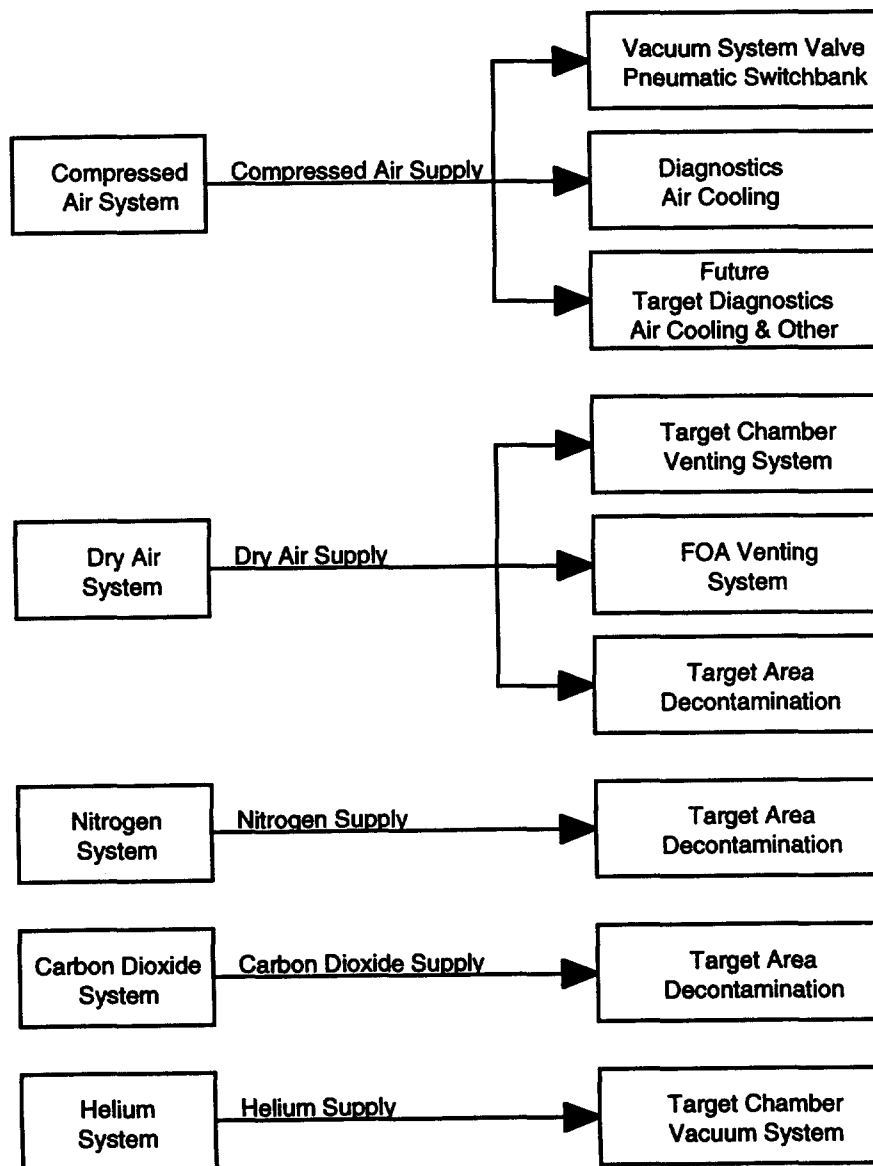 Vacuum System Valve
Pneumatic Switchbank
Compressed
Air System
Compressed Air Supply
Diagnostics
Air Cooling
Future
Target Diagnostics
Air Cooling & Other
Target Chamber
Venting System
Dry Air
System
Dry Air Supply
FOA Venting
System
Target Area
Decontamination
Nitrogen
System
Nitrogen Supply
Target Area
Decontamination
Carbon Dioxide
System
Carbon Dioxide Supply
Target Area
Decontamination
Helium
System
Helium Supply
Target Chamber
Vacuum System